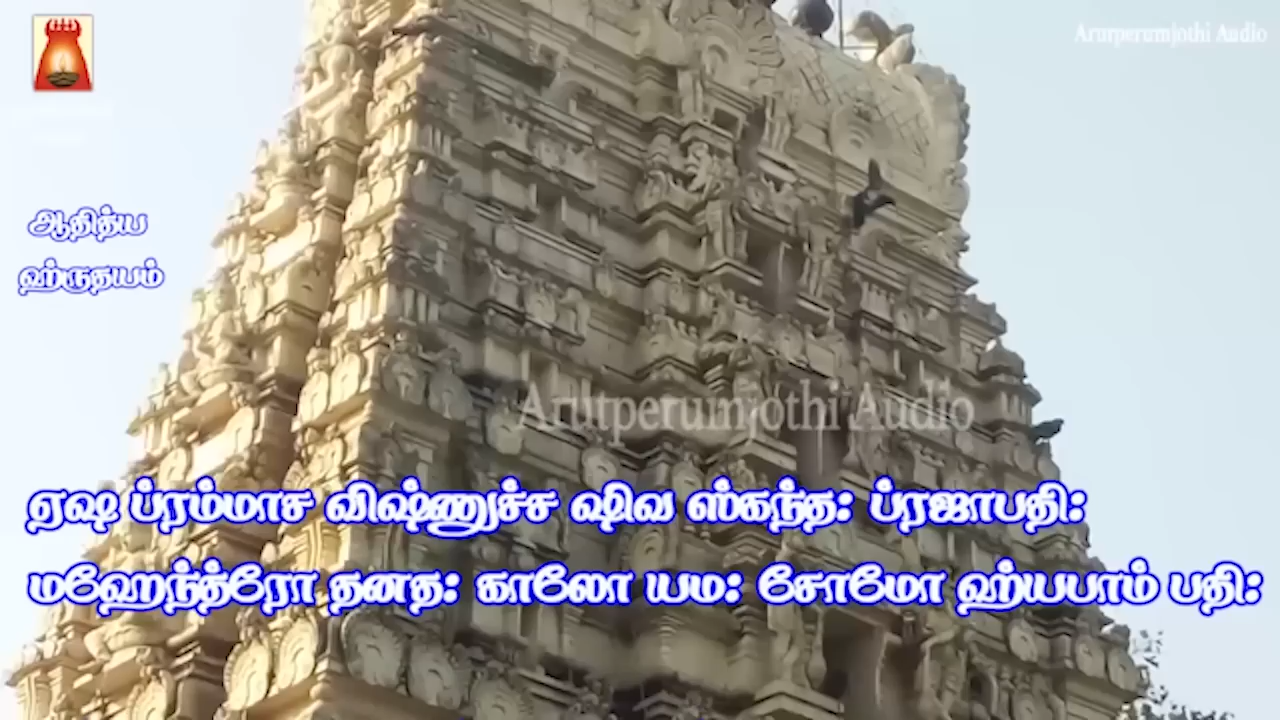 Arutperumjothi Audio
ஆதித்ய
ஹ்ருதயம்
Arutperumjothi Audio
ஏஷ ப்ரம்மாச விஷ்ணுச்ச ஷிவ ஸ்கந்த: ப்ரஜாபதி:
மஹேந்த்ரோ தனத: காலோ யம: சோமோ ஹ்யபாம் பதி: